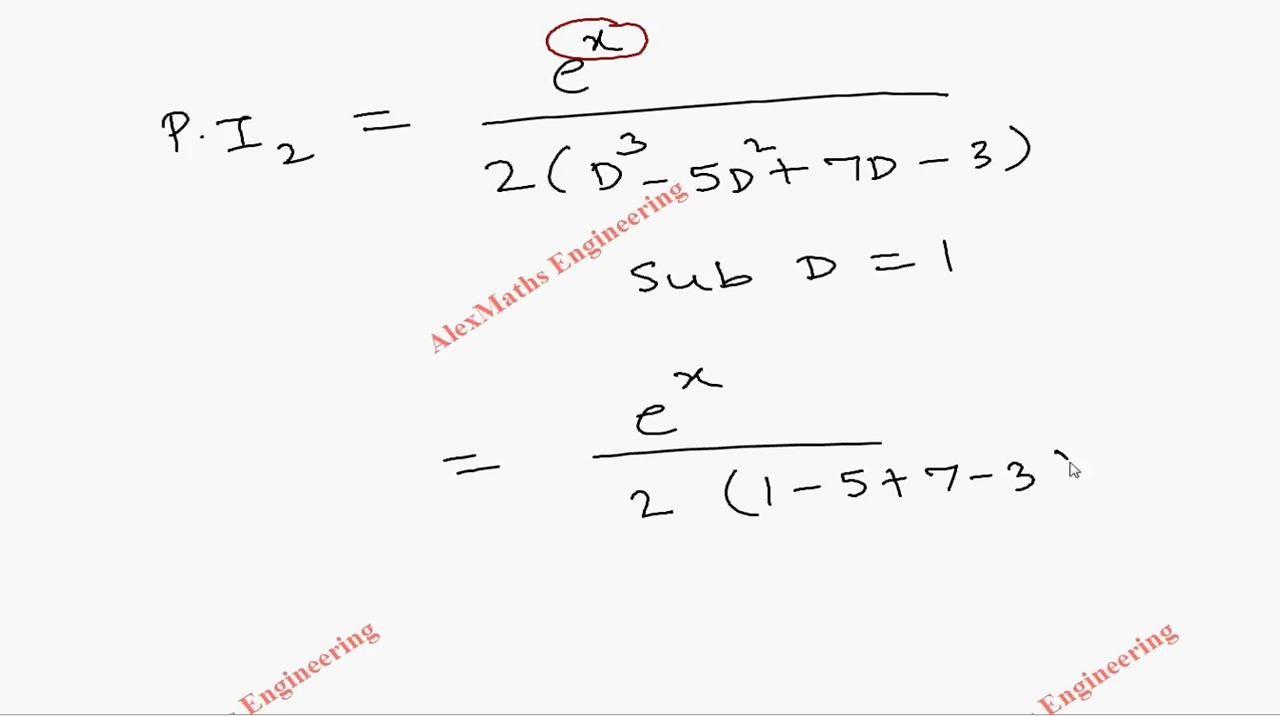 P.I₂ = e^x / 2(D³ - 5D² + 7D - 3)
AlexMaths Engineering
Sub D = 1
= e^x / 2 (1 - 5 + 7 - 3)
Engineering
Engineering